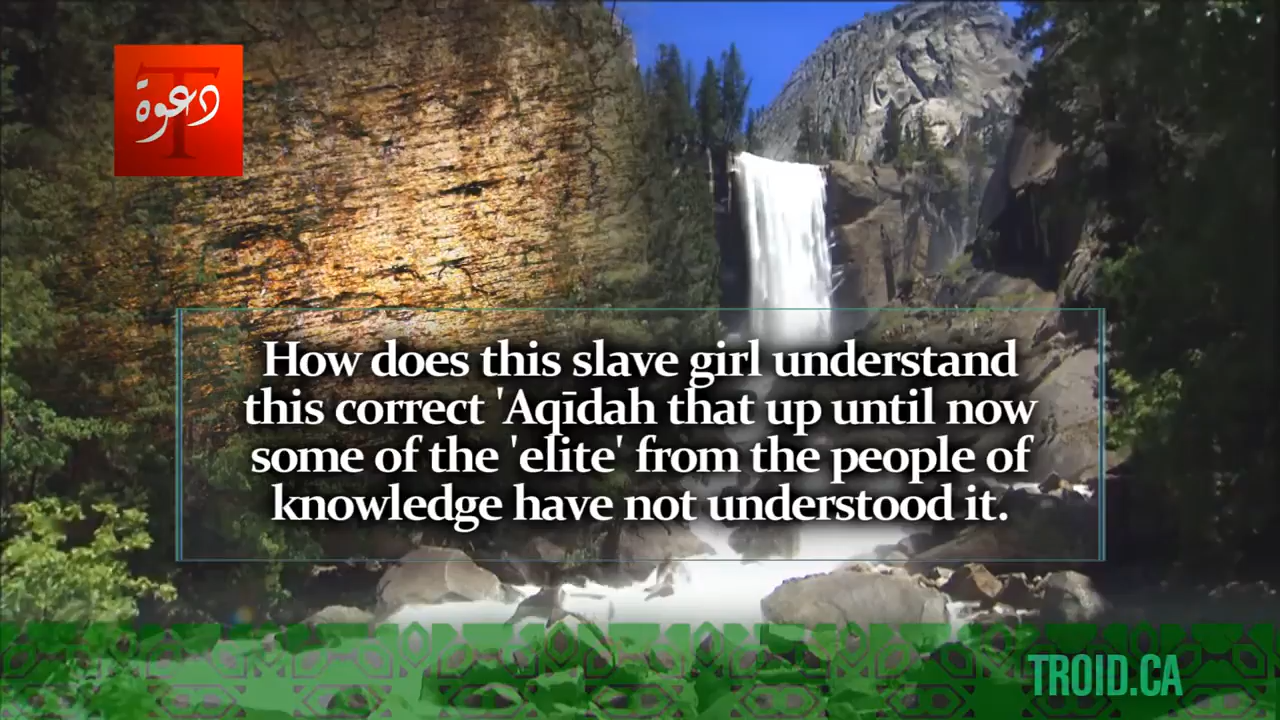 دعوة
T
How does this slave girl understand
this correct 'Aqīdah that up until now
some of the 'elite' from the people of
knowledge have not understood it.
TROID.CA